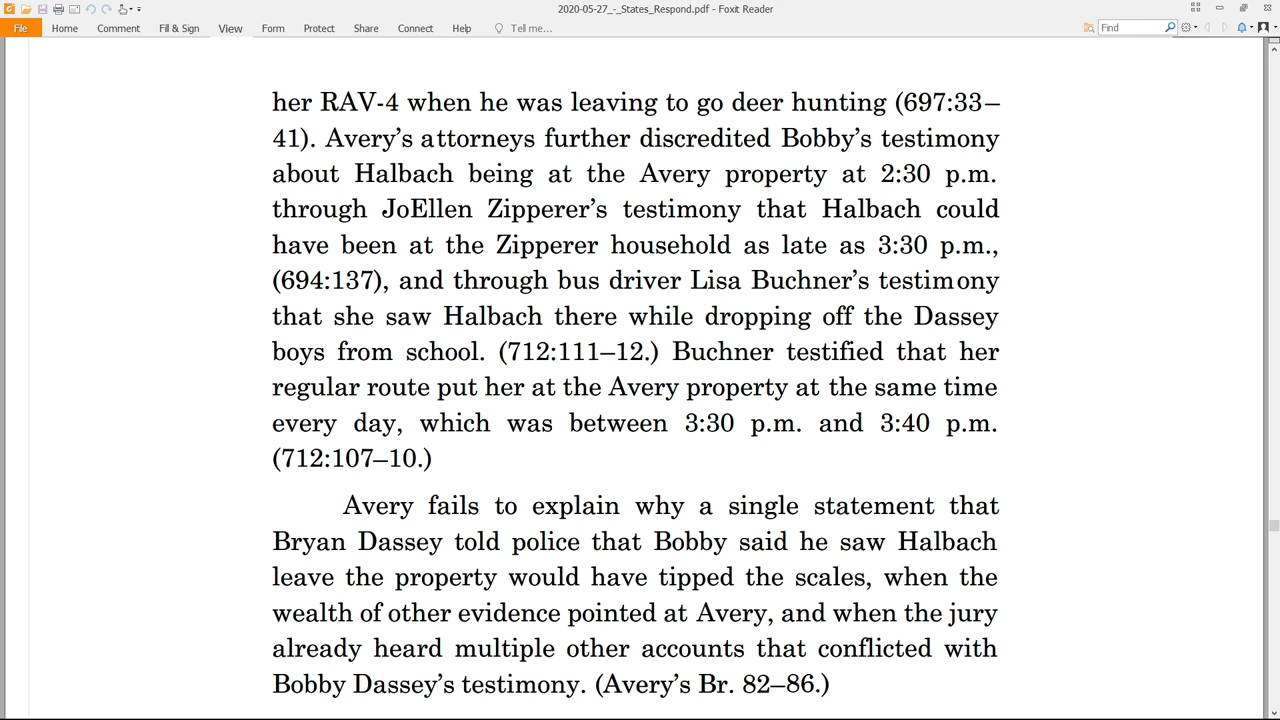 2020-05-27_-_States_Respond.pdf - Foxit Reader
File Home Comment Fill & Sign Protect Share Connect View Form Help Tell me... Find
her RAV-4 when he was leaving to go deer hunting (697:33–
41). Avery’s attorneys further discredited Bobby’s testimony
about Halbach being at the Avery property at 2:30 p.m.
through JoEllen Zipperer’s testimony that Halbach could
have been at the Zipperer household as late as 3:30 p.m.,
(694:137), and through bus driver Lisa Buchner’s testimony
that she saw Halbach there while dropping off the Dassey
boys from school. (712:111–12.) Buchner testified that her
regular route put her at the Avery property at the same time
every day, which was between 3:30 p.m. and 3:40 p.m.
(712:107–10.)
Avery fails to explain why a single statement that
Bryan Dassey told police that Bobby said he saw Halbach
leave the property would have tipped the scales, when the
wealth of other evidence pointed at Avery, and when the jury
already heard multiple other accounts that conflicted with
Bobby Dassey’s testimony. (Avery’s Br. 82–86.)